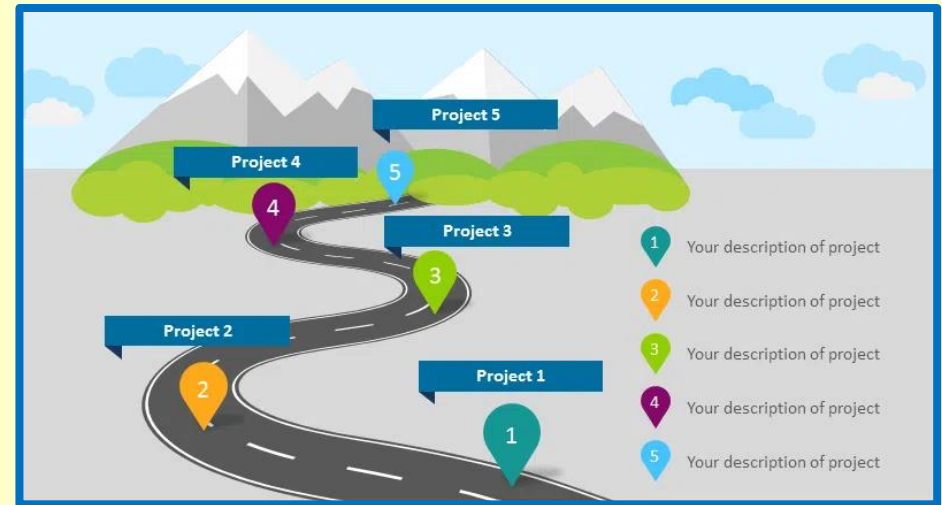 Project 5
Project 4
5
4
Project 3
3
Project 2
2
Project 1
1
1 Your description of project
2 Your description of project
3 Your description of project
4 Your description of project
5 Your description of project